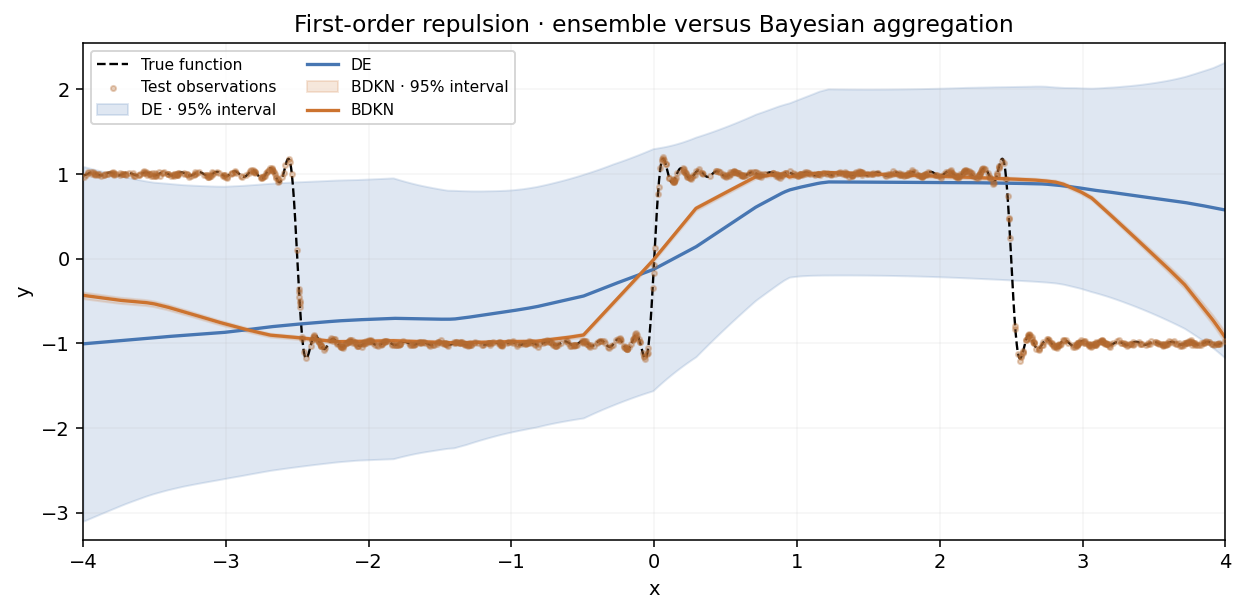 First-order repulsion · ensemble versus Bayesian aggregation
True function
Test observations
DE · 95% interval
DE
BDKN · 95% interval
BDKN
y
2
1
0
−1
−2
−3
−4
−3
−2
−1
0
1
2
3
4
x